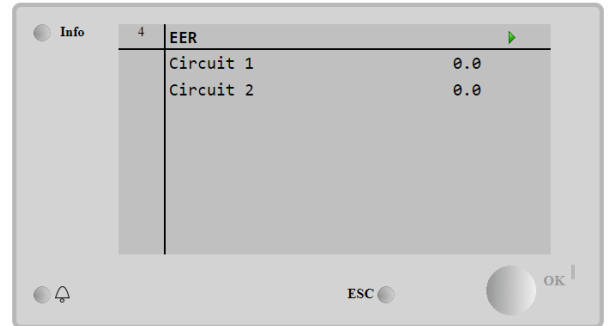 Info
4 EER
Circuit 1 0.0
Circuit 2 0.0
ESC
OK